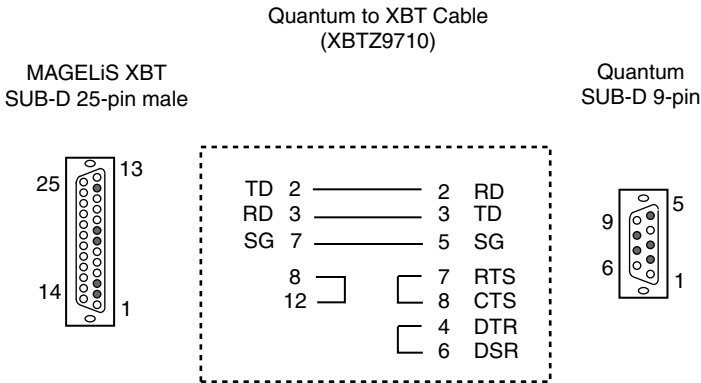 Quantum to XBT Cable
(XBTZ9710)
MAGELiS XBT
SUB-D 25-pin male
Quantum
SUB-D 9-pin
13
25
14
1
TD 2 2 RD
RD 3 3 TD
SG 7 5 SG
8 7 RTS
12 8 CTS
4 DTR
6 DSR
5
9
6
1